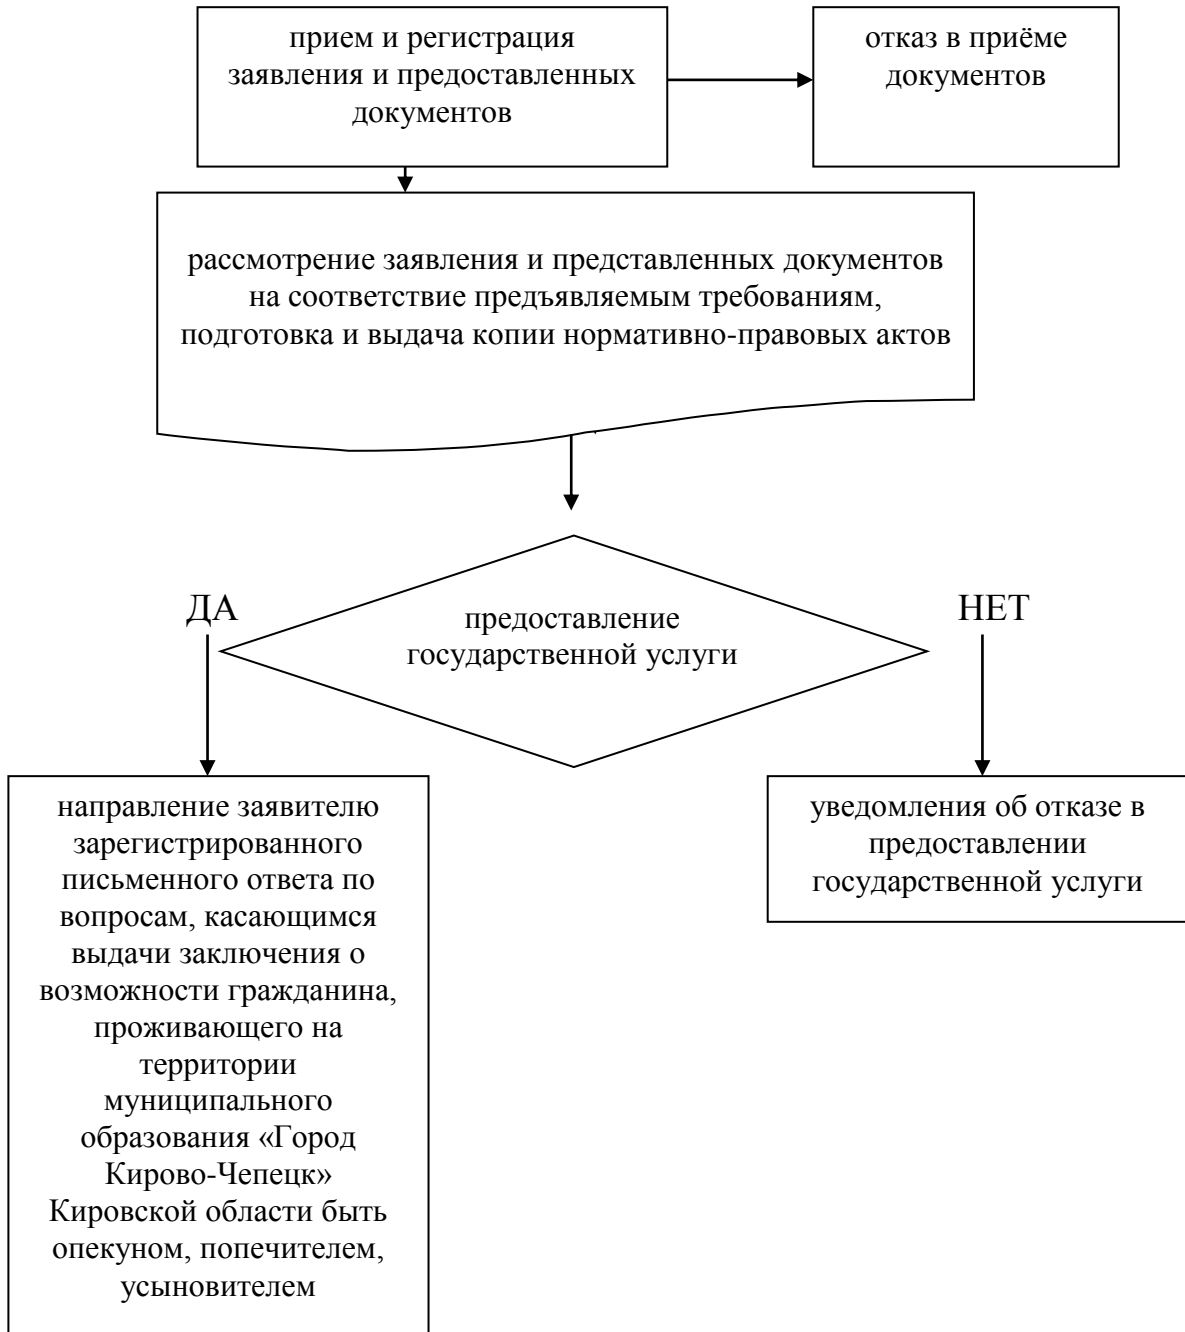 прием и регистрация
заявления и предоставленных
документов
отказ в приёме
документов
рассмотрение заявления и представленных документов
на соответствие предъявляемым требованиям,
подготовка и выдача копии нормативно-правовых актов
ДА
предоставление
государственной услуги
НЕТ
направление заявителю
зарегистрированного
письменного ответа по
вопросам, касающимся
выдачи заключения о
возможности гражданина,
проживающего на
территории
муниципального
образования «Город
Кирово-Чепецк»
Кировской области быть
опекуном, попечителем,
усыновителем
уведомления об отказе в
предоставлении
государственной услуги